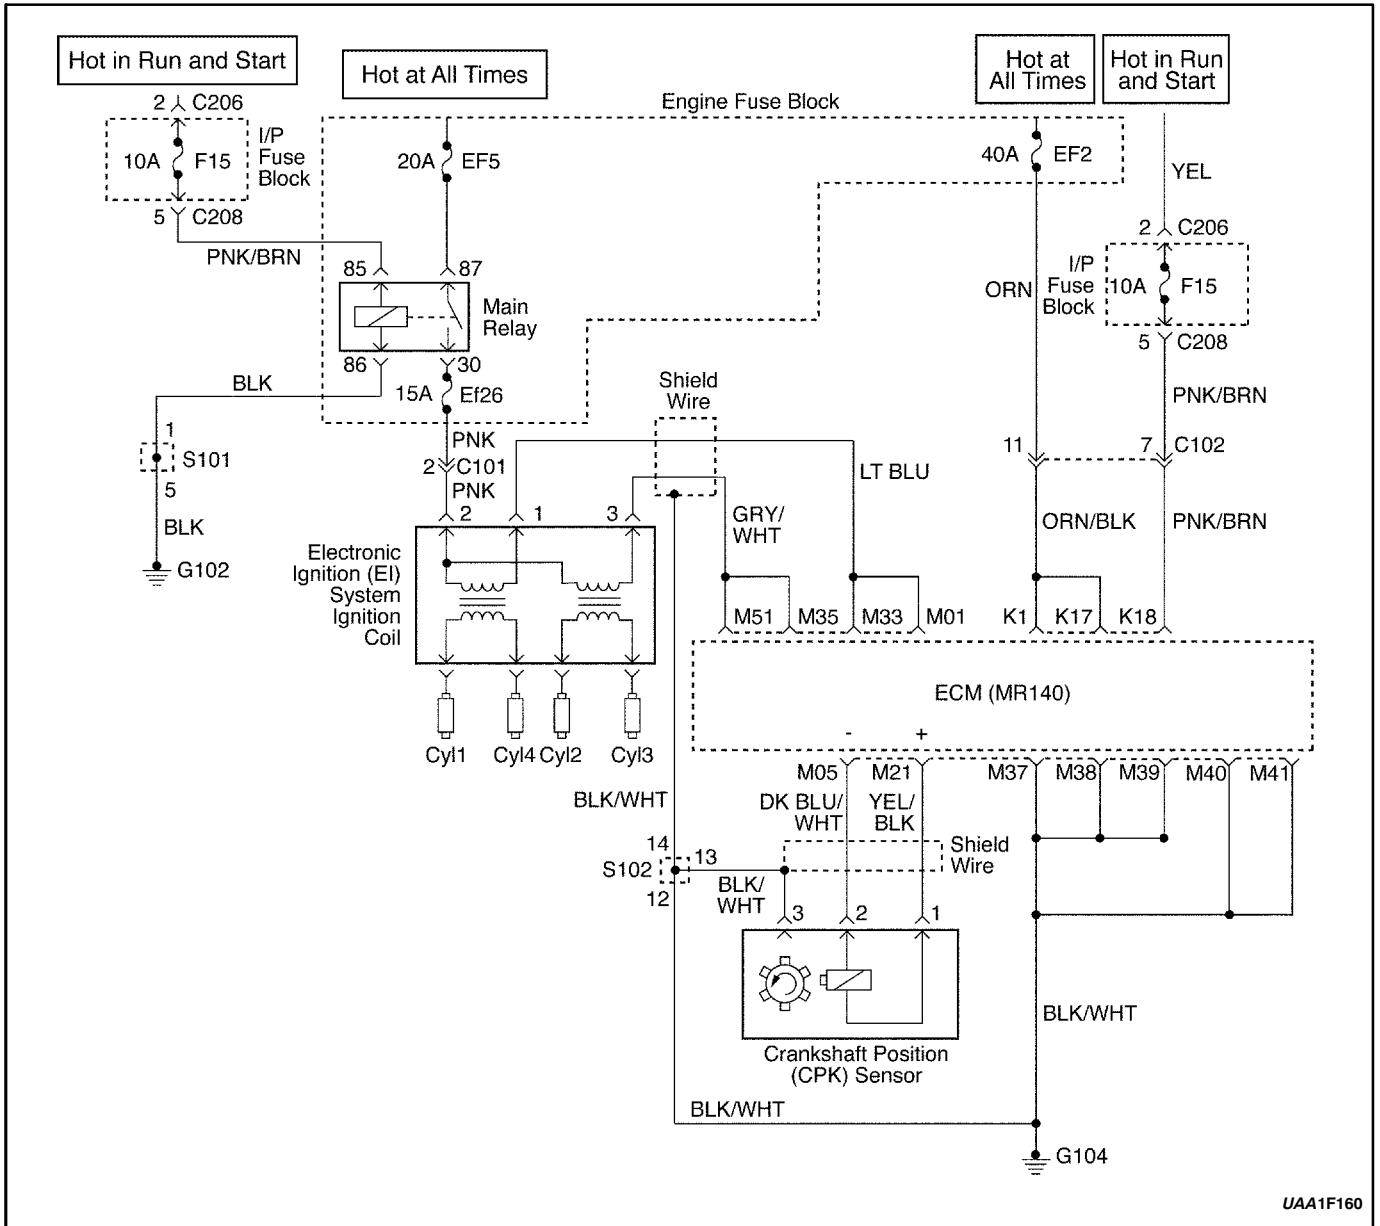 Hot in Run and Start
Hot at All Times
Hot at
All Times
Hot in Run
and Start
2 C206
Engine Fuse Block
10A F15
I/P
Fuse
Block
20A EF5
40A EF2
YEL
5 C208
2 C206
PNK/BRN
85 87
I/P
Fuse
Block
10A F15
ORN
Main
Relay
5 C208
86 30
BLK
15A Ef26
Shield
Wire
PNK/BRN
1
S101
5
PNK
2 C101
PNK
LT BLU
11
7 C102
BLK
2 1 3
GRY/
WHT
ORN/BLK
PNK/BRN
G102
Electronic
Ignition (EI)
System
Ignition
Coil
M51 M35 M33 M01 K1 K17 K18
ECM (MR140)
- +
Cyl1 Cyl4 Cyl2 Cyl3
M05 M21 M37 M38 M39 M40 M41
BLK/WHT
DK BLU/
WHT
YEL/
BLK
14
13
S102
12
BLK/
WHT
Shield
Wire
3 2 1
BLK/WHT
Crankshaft Position
(CPK) Sensor
BLK/WHT
G104
UAA1F160